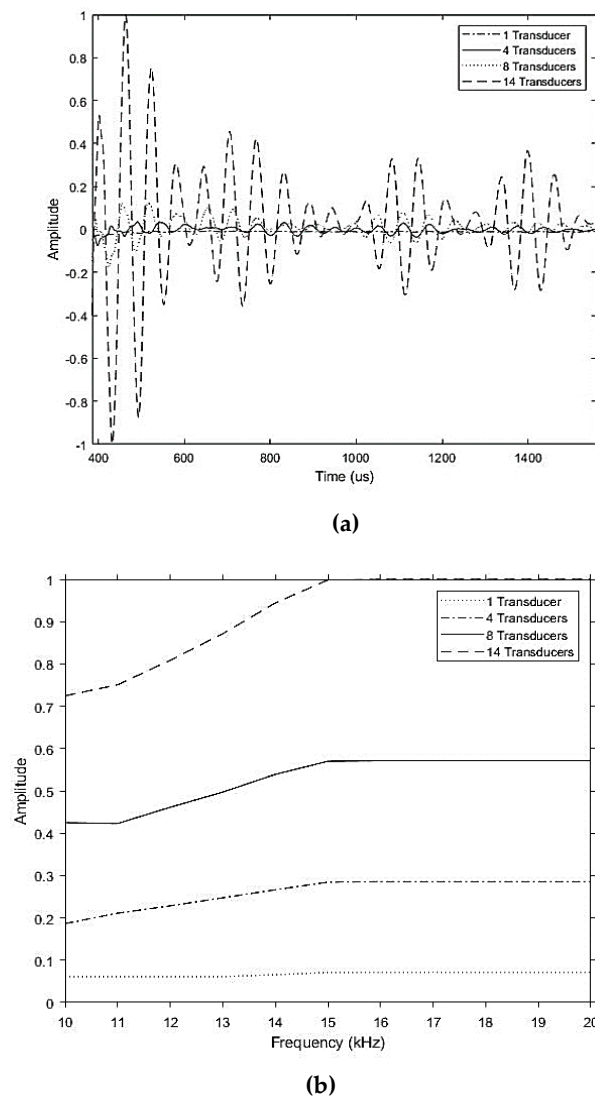 1
0.8
0.6
0.4
0.2
0
-0.2
-0.4
-0.6
-0.8
-1
Amplitude
1 Transducer
4 Transducers
8 Transducers
14 Transducers
400 600 800 1000 1200 1400
Time (us)
(a)
1
0.9
0.8
0.7
0.6
0.5
0.4
0.3
0.2
0.1
0
Amplitude
1 Transducer
4 Transducers
8 Transducers
14 Transducers
10 11 12 13 14 15 16 17 18 19 20
Frequency (kHz)
(b)